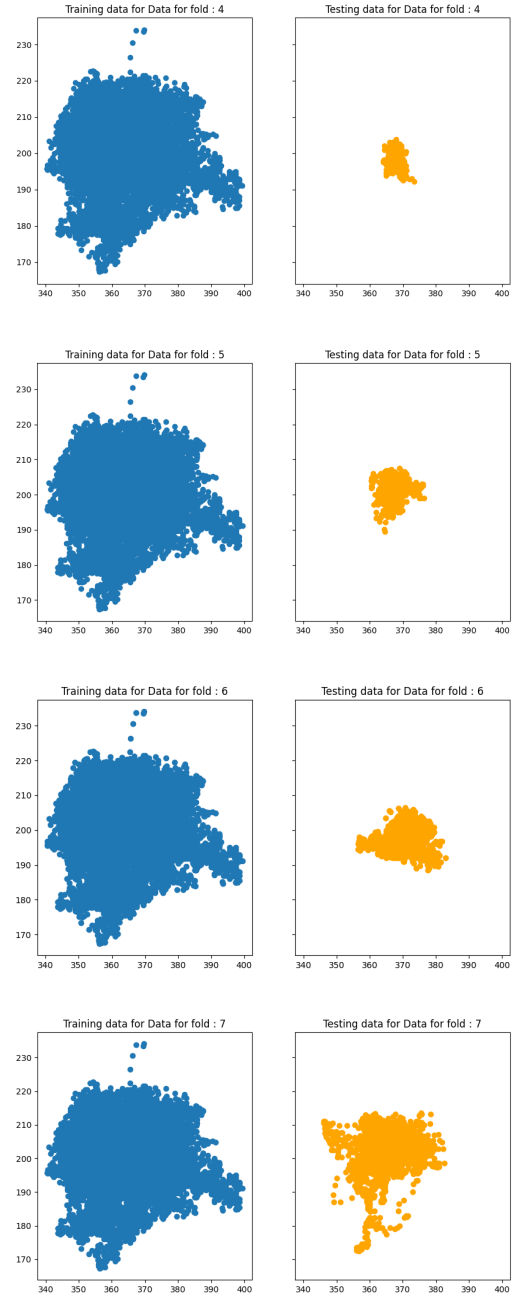 Training data for Data for fold : 4
Testing data for Data for fold : 4
230
220
210
200
190
180
170
340 350 360 370 380 390 400
340 350 360 370 380 390 400
Training data for Data for fold : 5
Testing data for Data for fold : 5
230
220
210
200
190
180
170
340 350 360 370 380 390 400
340 350 360 370 380 390 400
Training data for Data for fold : 6
Testing data for Data for fold : 6
230
220
210
200
190
180
170
340 350 360 370 380 390 400
340 350 360 370 380 390 400
Training data for Data for fold : 7
Testing data for Data for fold : 7
230
220
210
200
190
180
170
340 350 360 370 380 390 400
340 350 360 370 380 390 400